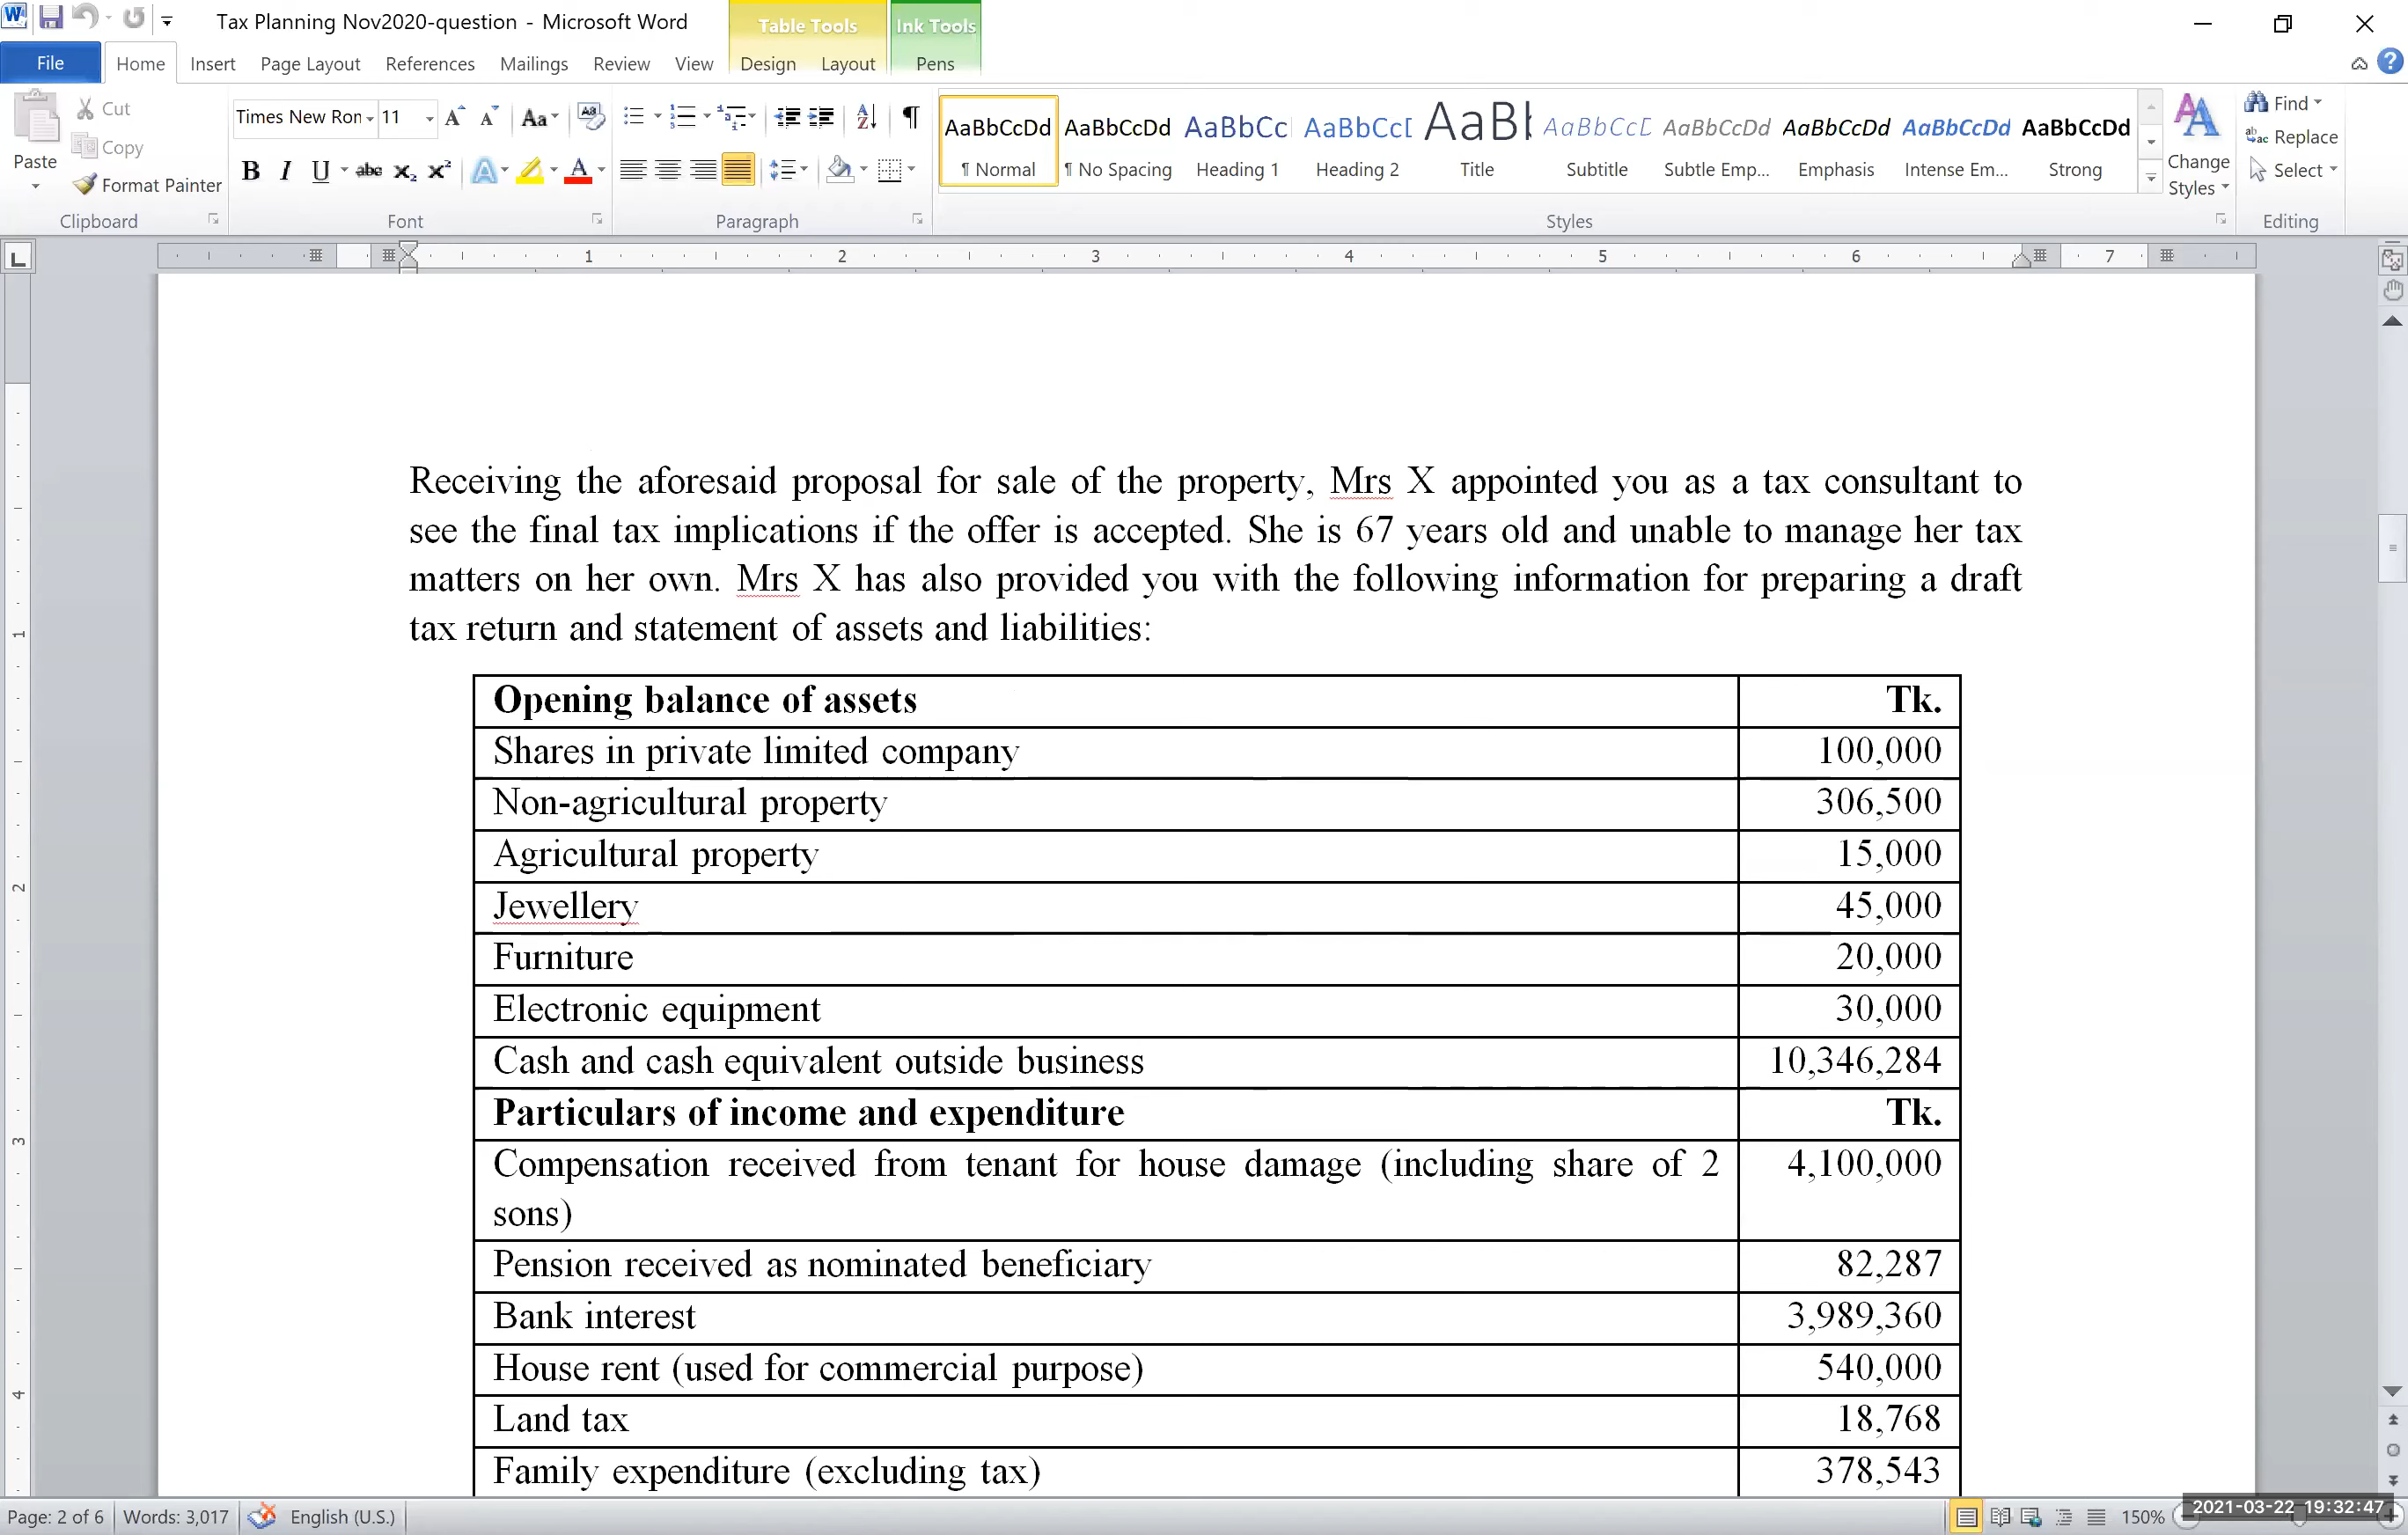 Tax Planning Nov2020-question - Microsoft Word
Table Tools
Ink Tools
File
Home
Insert
Page Layout
References
Mailings
Review
View
Design
Layout
Pens
Paste
Cut
Copy
Format Painter
Clipboard
Times New Ron
11
Font
Paragraph
AaBbCcDd
¶ Normal
AaBbCcDd
¶ No Spacing
AaBbCc
Heading 1
AaBbCcI
Heading 2
AaBl
Title
AaBbCcD
Subtitle
AaBbCcDd
Subtle Emp...
AaBbCcDd
Emphasis
AaBbCcDd
Intense Em...
AaBbCcDd
Strong
Styles
Change
Styles
Find
Replace
Select
Editing
1 2 3 4 5 6 7
Receiving the aforesaid proposal for sale of the property, Mrs X appointed you as a tax consultant to
see the final tax implications if the offer is accepted. She is 67 years old and unable to manage her tax
matters on her own. Mrs X has also provided you with the following information for preparing a draft
tax return and statement of assets and liabilities:
Opening balance of assets Tk.
Shares in private limited company 100,000
Non-agricultural property 306,500
Agricultural property 15,000
Jewellery 45,000
Furniture 20,000
Electronic equipment 30,000
Cash and cash equivalent outside business 10,346,284
Particulars of income and expenditure Tk.
Compensation received from tenant for house damage (including share of 2 4,100,000
sons)
Pension received as nominated beneficiary 82,287
Bank interest 3,989,360
House rent (used for commercial purpose) 540,000
Land tax 18,768
Family expenditure (excluding tax) 378,543
Page: 2 of 6
Words: 3,017
English (U.S.)
150%
2021-03-22 19:32:47